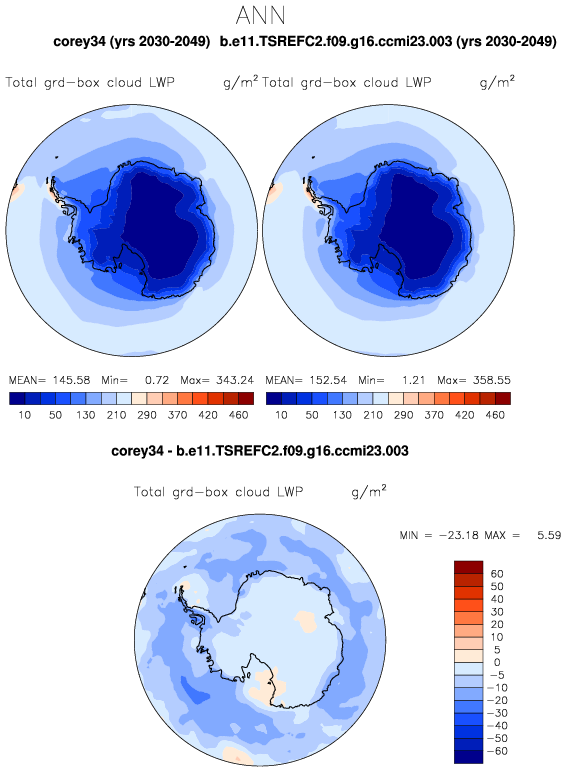 ANN
corey34 (yrs 2030-2049) b.e11.TSREFC2.f09.g16.ccmi23.003 (yrs 2030-2049)
Total grd-box cloud LWP g/m² Total grd-box cloud LWP g/m²
MEAN= 145.58 Min= 0.72 Max= 343.24 MEAN= 152.54 Min= 1.21 Max= 358.55
10 50 130 210 290 370 420 460 10 50 130 210 290 370 420 460
corey34 - b.e11.TSREFC2.f09.g16.ccmi23.003
Total grd-box cloud LWP g/m²
MIN = -23.18 MAX = 5.59
60
50
40
30
20
10
5
0
-5
-10
-20
-30
-40
-50
-60